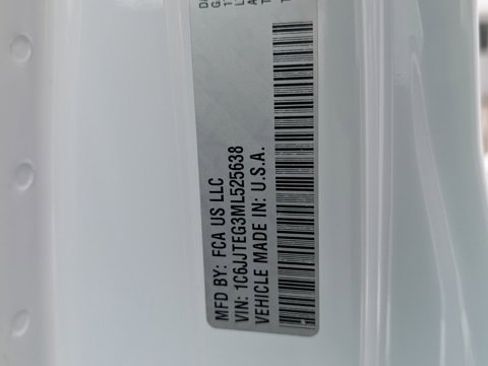 MFD BY: FCA US LLC
VIN: 1C6JJTEG3ML525638
VEHICLE MADE IN: U.S.A.